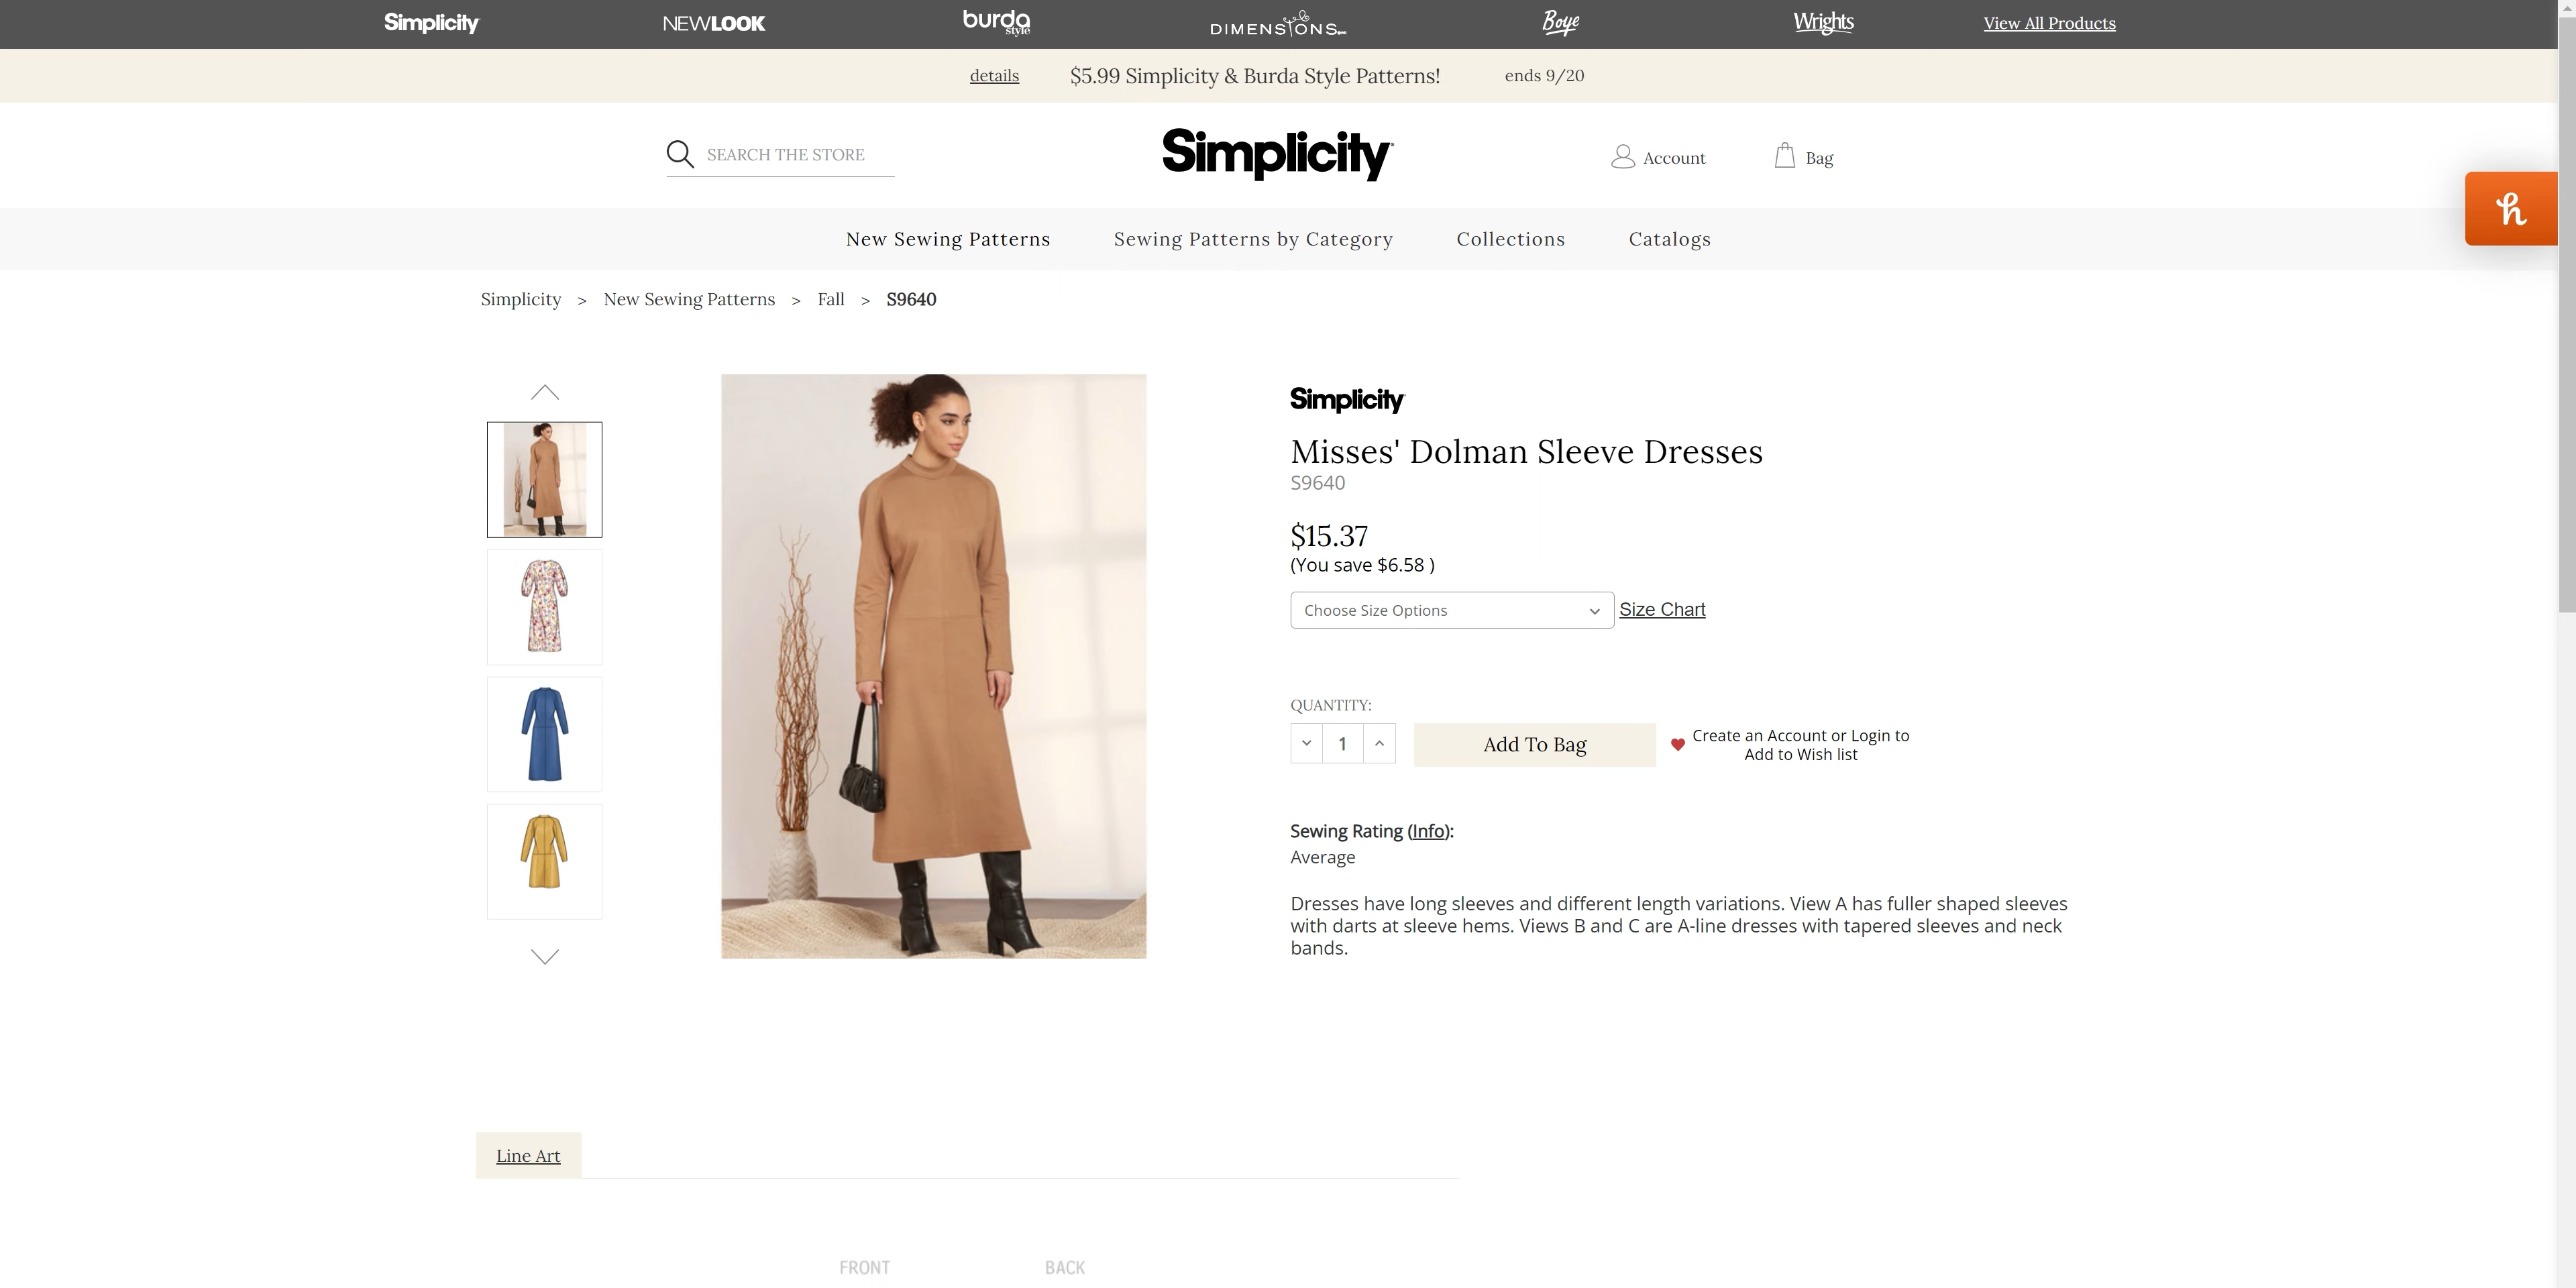 Simplicity
NEWLOOK
burda style
DIMENSIONS
Boye
Wrights
View All Products
details
$5.99 Simplicity & Burda Style Patterns!
ends 9/20
SEARCH THE STORE
Simplicity
Account
Bag
New Sewing Patterns
Sewing Patterns by Category
Collections
Catalogs
Simplicity > New Sewing Patterns > Fall > S9640
Simplicity
Misses' Dolman Sleeve Dresses
S9640
$15.37
(You save $6.58 )
Choose Size Options
Size Chart
QUANTITY:
1
Add To Bag
Create an Account or Login to
Add to Wish list
Sewing Rating (Info):
Average
Dresses have long sleeves and different length variations. View A has fuller shaped sleeves
with darts at sleeve hems. Views B and C are A-line dresses with tapered sleeves and neck
bands.
Line Art
FRONT
BACK